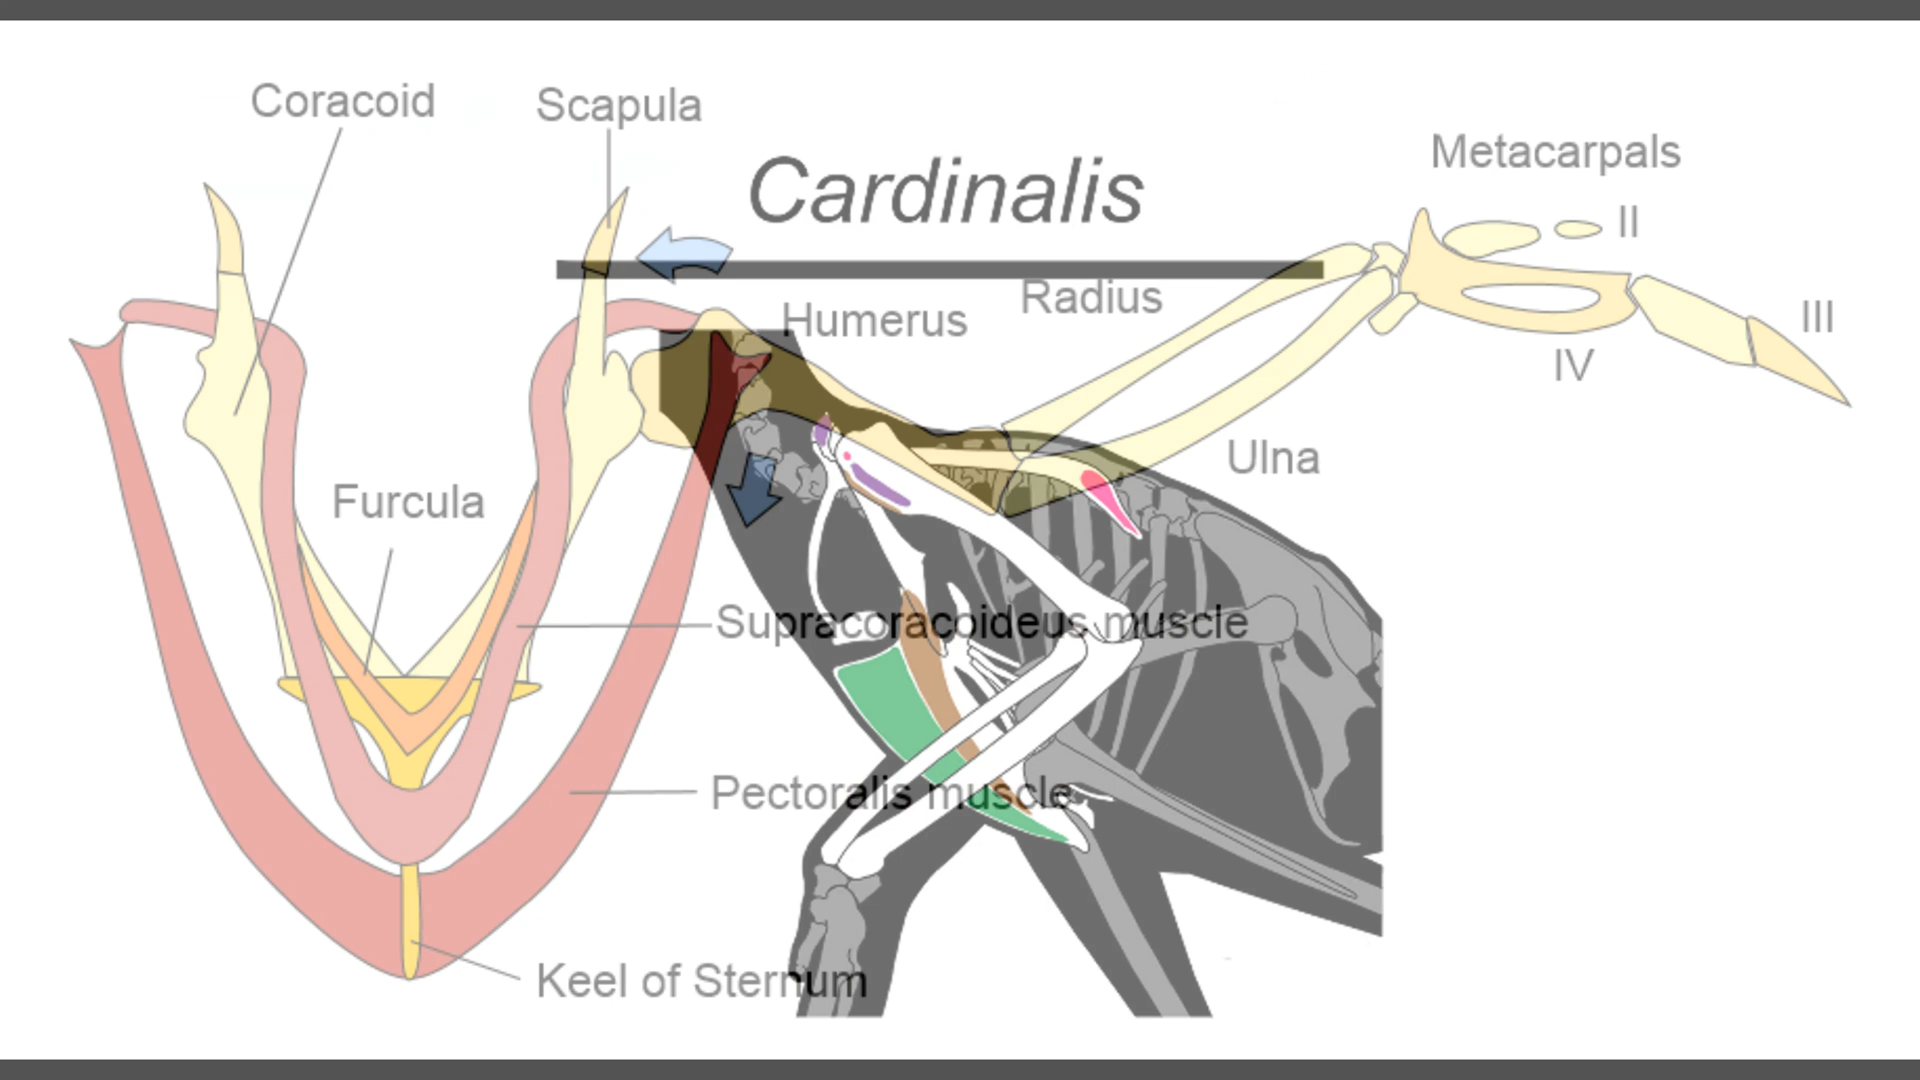 Coracoid
Scapula
Cardinalis
Metacarpals
II
Radius
Humerus
III
IV
Ulna
Furcula
Supracoracoideus muscle
Pectoralis muscle
Keel of Sternum